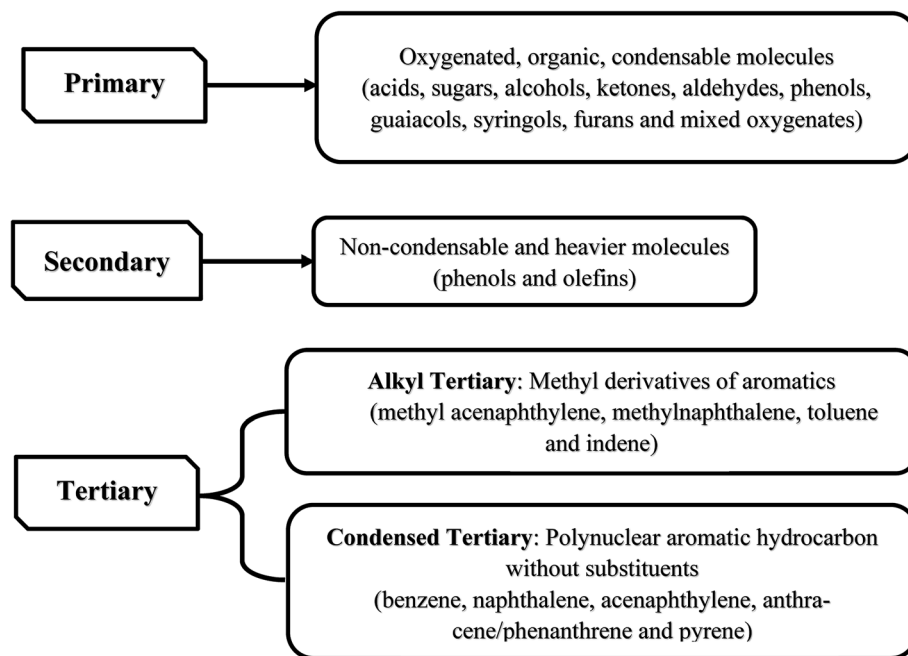 Primary
Oxygenated, organic, condensable molecules
(acids, sugars, alcohols, ketones, aldehydes, phenols,
guaiacols, syringols, furans and mixed oxygenates)
Secondary
Non-condensable and heavier molecules
(phenols and olefins)
Tertiary
Alkyl Tertiary: Methyl derivatives of aromatics
(methyl acenaphthylene, methylnaphthalene, toluene
and indene)
Condensed Tertiary: Polynuclear aromatic hydrocarbon
without substituents
(benzene, naphthalene, acenaphthylene, anthra-
cene/phenanthrene and pyrene)